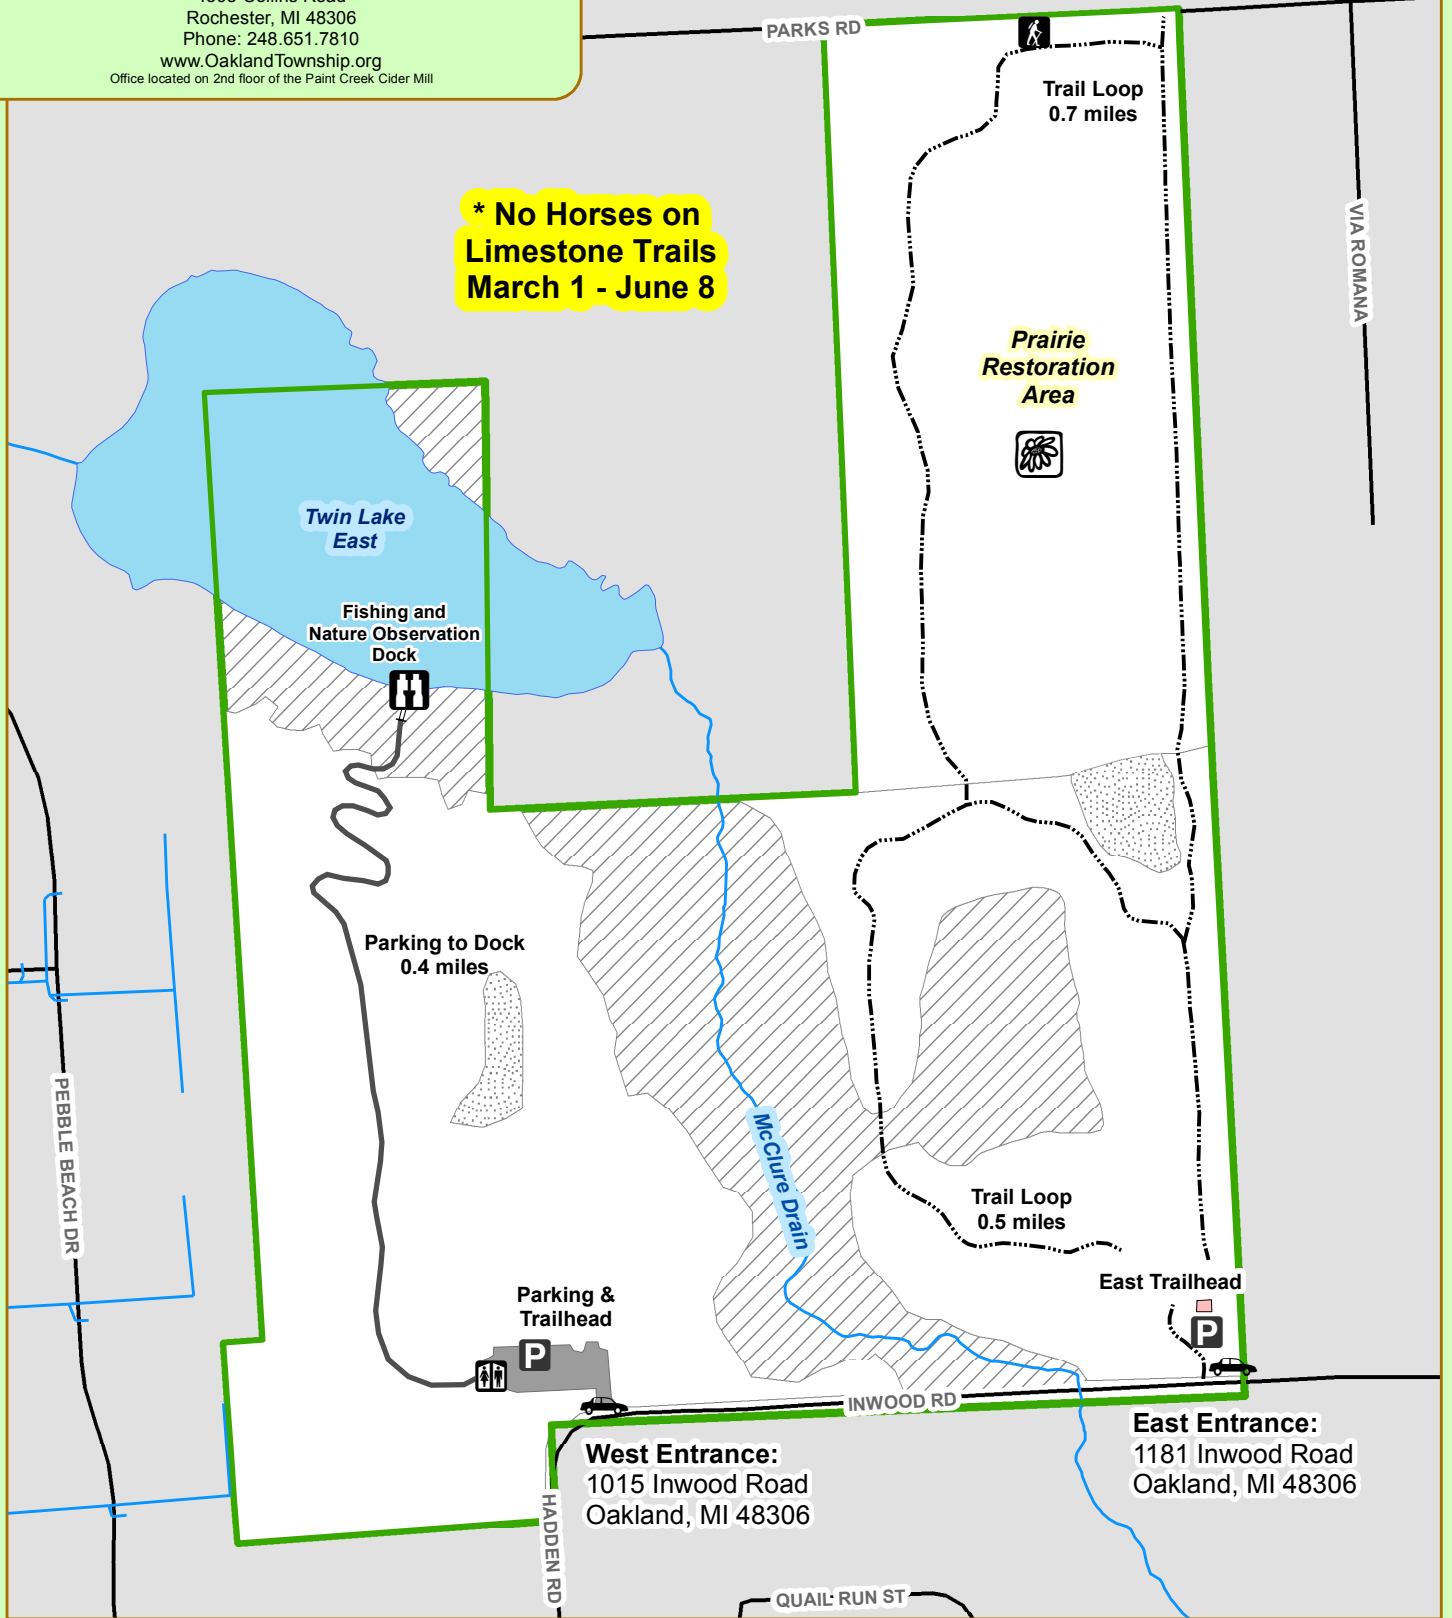 Rochester, MI 48306
Phone: 248.651.7810
www.OaklandTownship.org
Office located on 2nd floor of the Paint Creek Cider Mill
PARKS RD
Trail Loop
0.7 miles
* No Horses on
Limestone Trails
March 1 - June 8
VIA ROMANA
Prairie
Restoration
Area
Twin Lake
East
Fishing and
Nature Observation
Dock
Parking to Dock
0.4 miles
PEBBLE BEACH DR
McClure Drain
Trail Loop
0.5 miles
East Trailhead
P
Parking &
Trailhead
P
INWOOD RD
West Entrance:
1015 Inwood Road
Oakland, MI 48306
East Entrance:
1181 Inwood Road
Oakland, MI 48306
HADDEN RD
QUAIL RUN ST